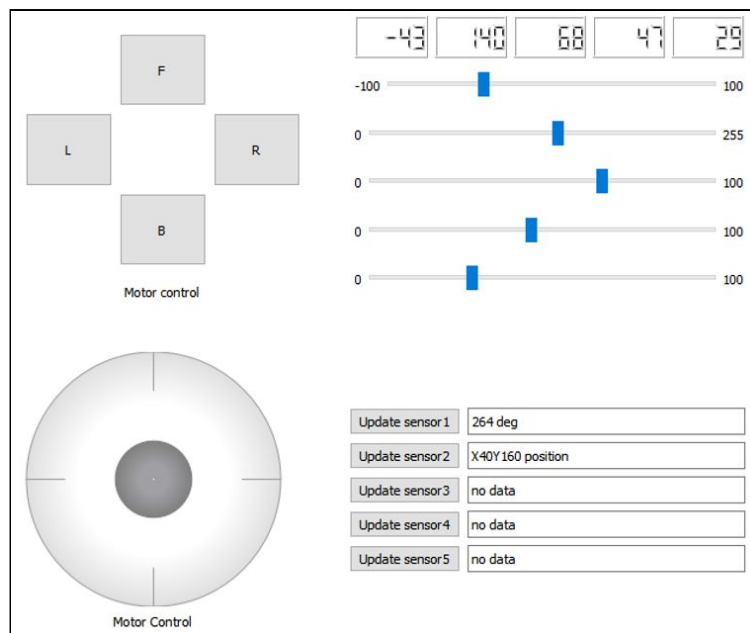 F
L R
B
Motor control
-43 140 68 47 29
-100 100
0 255
0 100
0 100
0 100
Motor Control
Update sensor1 264 deg
Update sensor2 X40Y160 position
Update sensor3 no data
Update sensor4 no data
Update sensor5 no data